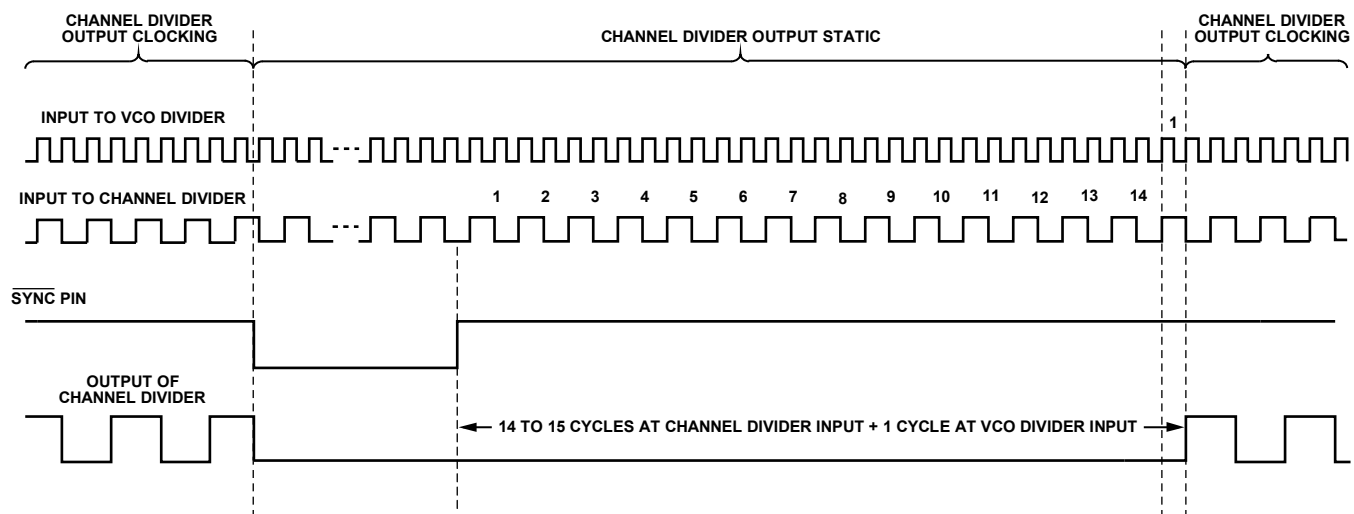 CHANNEL DIVIDER
OUTPUT CLOCKING
CHANNEL DIVIDER OUTPUT STATIC
CHANNEL DIVIDER
OUTPUT CLOCKING
INPUT TO VCO DIVIDER
1
INPUT TO CHANNEL DIVIDER
1 2 3 4 5 6 7 8 9 10 11 12 13 14
SYNC PIN
OUTPUT OF
CHANNEL DIVIDER
14 TO 15 CYCLES AT CHANNEL DIVIDER INPUT + 1 CYCLE AT VCO DIVIDER INPUT